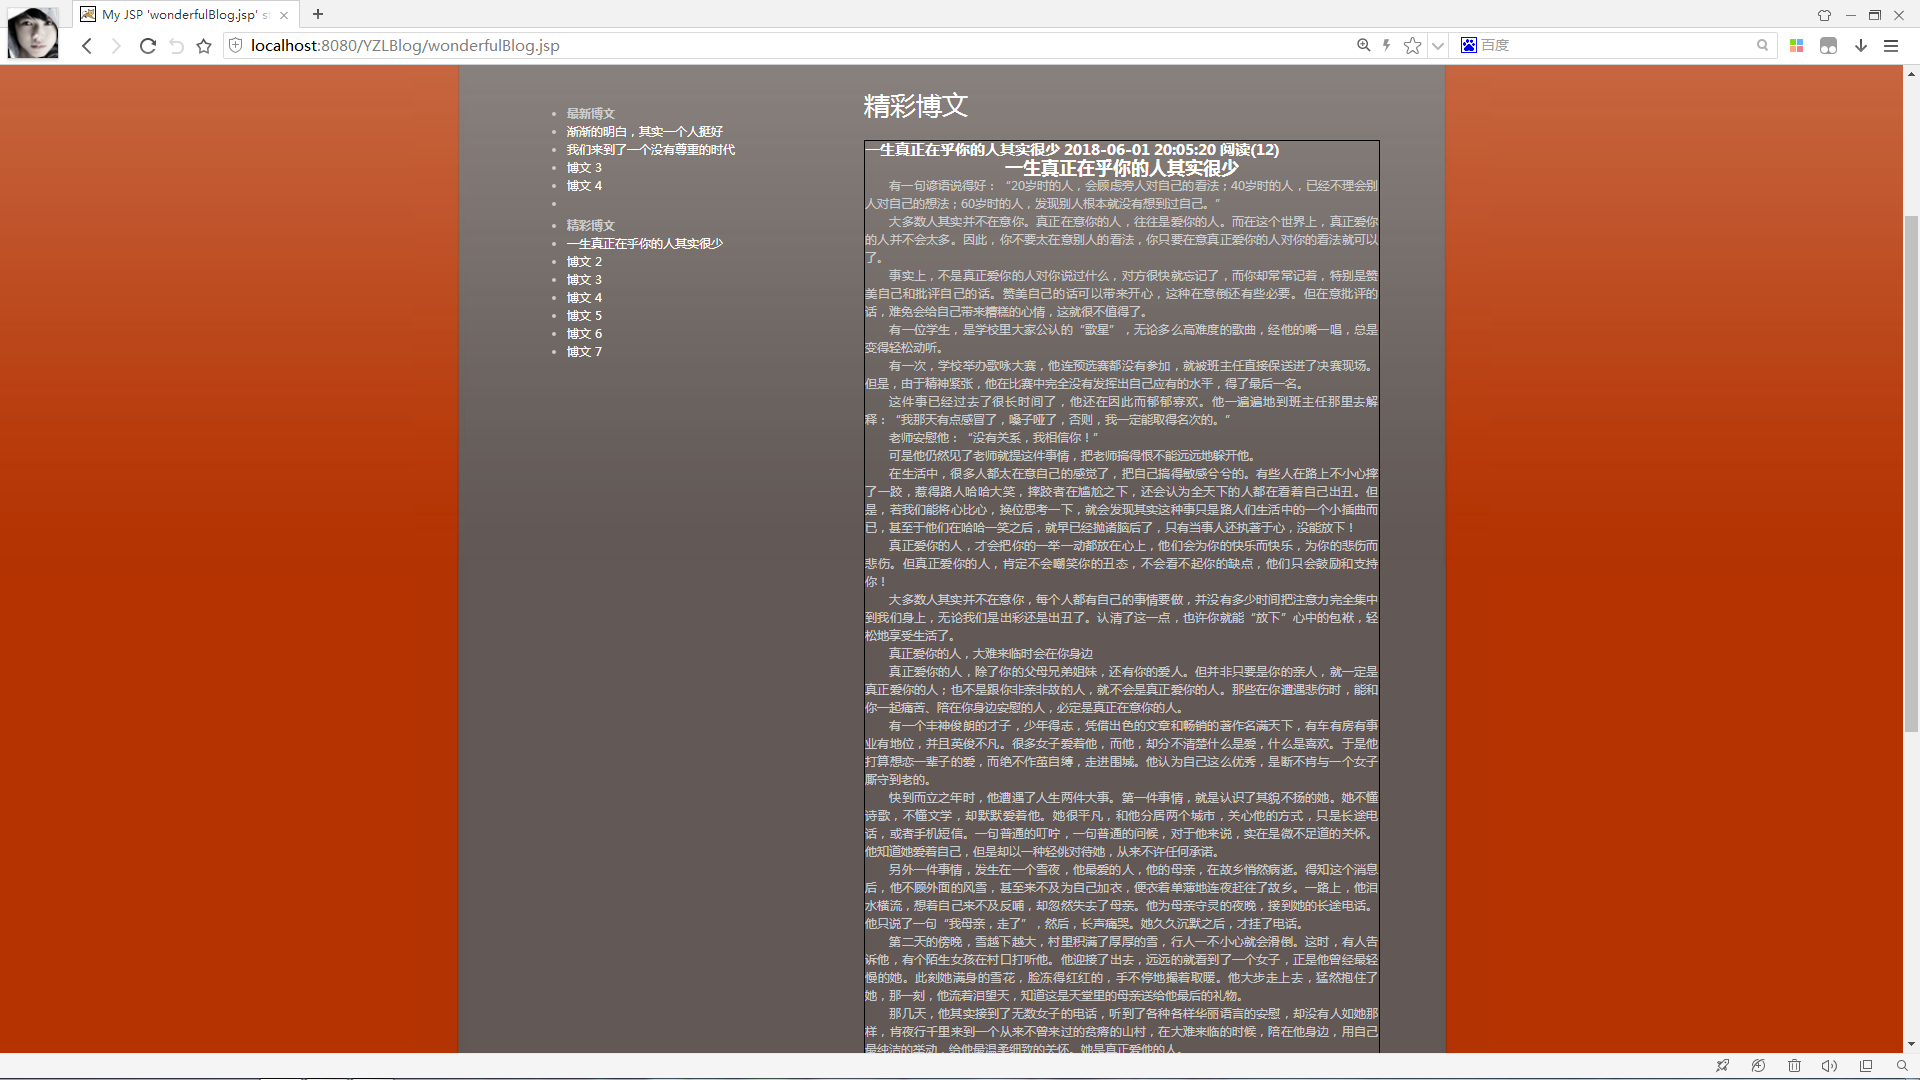 My JSP 'wonderfulBlog.jsp' st
localhost:8080/YZLBlog/wonderfulBlog.jsp
百度
最新博文
渐渐的明白，其实一个人挺好
我们来到了一个没有尊重的时代
博文 3
博文 4
精彩博文
一生真正在乎你的人其实很少
博文 2
博文 3
博文 4
博文 5
博文 6
博文 7
精彩博文
一生真正在乎你的人其实很少 2018-06-01 20:05:20 阅读(12)
一生真正在乎你的人其实很少
有一句谚语说得好：“20岁时的人，会顾虑旁人对自己的看法；40岁时的人，已经不理会别
人对自己的想法；60岁时的人，发现别人根本就没有想到过自己。”
大多数人其实并不在意你。真正在意你的人，往往是爱你的人。而在这个世界上，真正爱你
的人并不会太多。因此，你不要太在意别人的看法，你只要在意真正爱你的人对你的看法就可以
了。
事实上，不是真正爱你的人对你说过什么，对方很快就忘记了，而你却常常记着，特别是赞
美自己和批评自己的话。赞美自己的话可以带来开心，这种在意倒还有些必要。但在意批评的
话，难免会给自己带来糟糕的心情，这就很不值得了。
有一位学生，是学校里大家公认的“歌星”，无论多么高难度的歌曲，经他的嘴一唱，总是
变得轻松动听。
有一次，学校举办歌咏大赛，他连预选赛都没有参加，就被班主任直接保送进了决赛现场。
但是，由于精神紧张，他在比赛中完全没有发挥出自己应有的水平，得了最后一名。
这件事已经过去了很长时间了，他还在因此而郁郁寡欢。他一遍遍地到班主任那里去解
释：“我那天有点感冒了，嗓子哑了，否则，我一定能取得名次的。”
老师安慰他：“没有关系，我相信你！”
可是他仍然见了老师就提这件事情，把老师搞得恨不能远远地躲开他。
在生活中，很多人都太在意自己的感觉了，把自己搞得敏感兮兮的。有些人在路上不小心摔
了一跤，惹得路人哈哈大笑，摔跤者在尴尬之下，还会认为全天下的人都在看着自己出丑。但
是，若我们能将心比心，换位思考一下，就会发现其实这种事只是路人们生活中的一个小插曲而
已，甚至于他们在哈哈一笑之后，就早已经抛诸脑后了，只有当事人还执著于心，没能放下！
真正爱你的人，才会把你的一举一动都放在心上，他们会为你的快乐而快乐，为你的悲伤而
悲伤。但真正爱你的人，肯定不会嘲笑你的丑态，不会看不起你的缺点，他们只会鼓励和支持
你！
大多数人其实并不在意你，每个人都有自己的事情要做，并没有多少时间把注意力完全集中
到我们身上，无论我们是出彩还是出丑了。认清了这一点，也许你就能“放下”心中的包袱，轻
松地享受生活了。
真正爱你的人，大难来临时会在你身边
真正爱你的人，除了你的父母兄弟姐妹，还有你的爱人。但并非只要是你的亲人，就一定是
真正爱你的人；也不是跟你非亲非故的人，就不会是真正爱你的人。那些在你遭遇悲伤时，能和
你一起痛苦、陪在你身边安慰的人，必定是真正在意你的人。
有一个丰神俊朗的才子，少年得志，凭借出色的文章和畅销的著作名满天下，有车有房有事
业有地位，并且英俊不凡。很多女子爱着他，而他，却分不清楚什么是爱，什么是喜欢。于是他
打算想恋一辈子的爱，而绝不作茧自缚，走进围城。他认为自己这么优秀，是断不肯与一个女子
厮守到老的。
快到而立之年时，他遭遇了人生两件大事。第一件事情，就是认识了其貌不扬的她。她不懂
诗歌，不懂文学，却默默爱着他。她很平凡，和他分居两个城市，关心他的方式，只是长途电
话，或者手机短信。一句普通的叮咛，一句普通的问候，对于他来说，实在是微不足道的关怀。
他知道她爱着自己，但是却以一种轻佻对待她，从来不许任何承诺。
另外一件事情，发生在一个雪夜，他最爱的人，他的母亲，在故乡悄然病逝。得知这个消息
后，他不顾外面的风雪，甚至来不及为自己加衣，便衣着单薄地连夜赶往了故乡。一路上，他泪
水横流，想着自己来不及反哺，却忽然失去了母亲。他为母亲守灵的夜晚，接到她的长途电话。
他只说了一句“我母亲，走了”，然后，长声痛哭。她久久沉默之后，才挂了电话。
第二天的傍晚，雪越下越大，村里积满了厚厚的雪，行人一不小心就会滑倒。这时，有人告
诉他，有个陌生女孩在村口打听他。他迎接了出去，远远的就看到了一个女子，正是他曾经最轻
慢的她。此刻她满身的雪花，脸冻得红红的，手不停地撮着取暖。他大步走上去，猛然抱住了
她，那一刻，他流着泪望天，知道这是天堂里的母亲送给他最后的礼物。
那几天，他其实接到了无数女子的电话，听到了各种各样华丽语言的安慰，却没有人如她那
样，肯夜行千里来到一个从来不曾来过的贫瘠的山村，在大难来临的时候，陪在他身边，用自己
最纯洁的举动，给他最温柔细致的关怀。她是真正爱他的人。